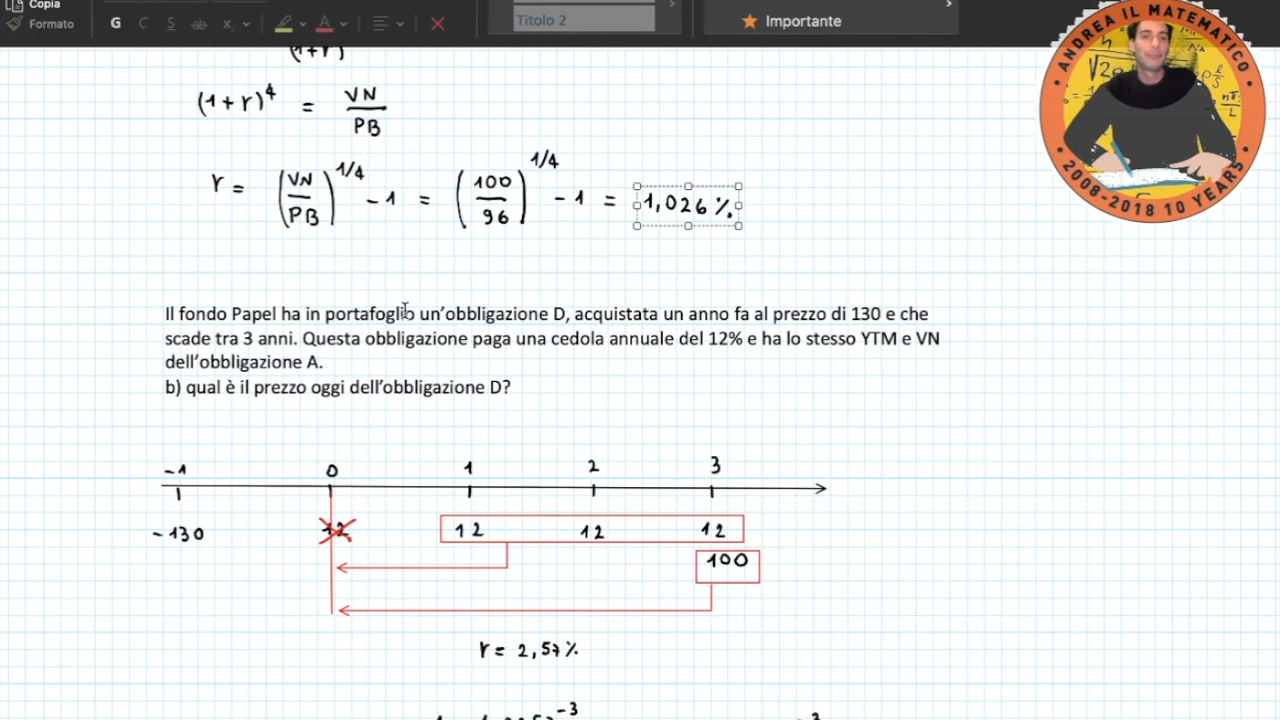 Copia
Formato
G C S ab x
A
Titolo 2
Importante
ANDREA IL MATEMATICO
2008-2018 10 YEARS
(1+r)
(1+r)^4 = VN/PB
r = (VN/PB)^1/4 - 1 = (100/96)^1/4 - 1 = 1,026%
Il fondo Papel ha in portafoglio un'obbligazione D, acquistata un anno fa al prezzo di 130 e che
scade tra 3 anni. Questa obbligazione paga una cedola annuale del 12% e ha lo stesso YTM e VN
dell'obbligazione A.
b) qual è il prezzo oggi dell'obbligazione D?
-1 0 1 2 3
-130 12 12 12 12
100
r = 2,57%
-3